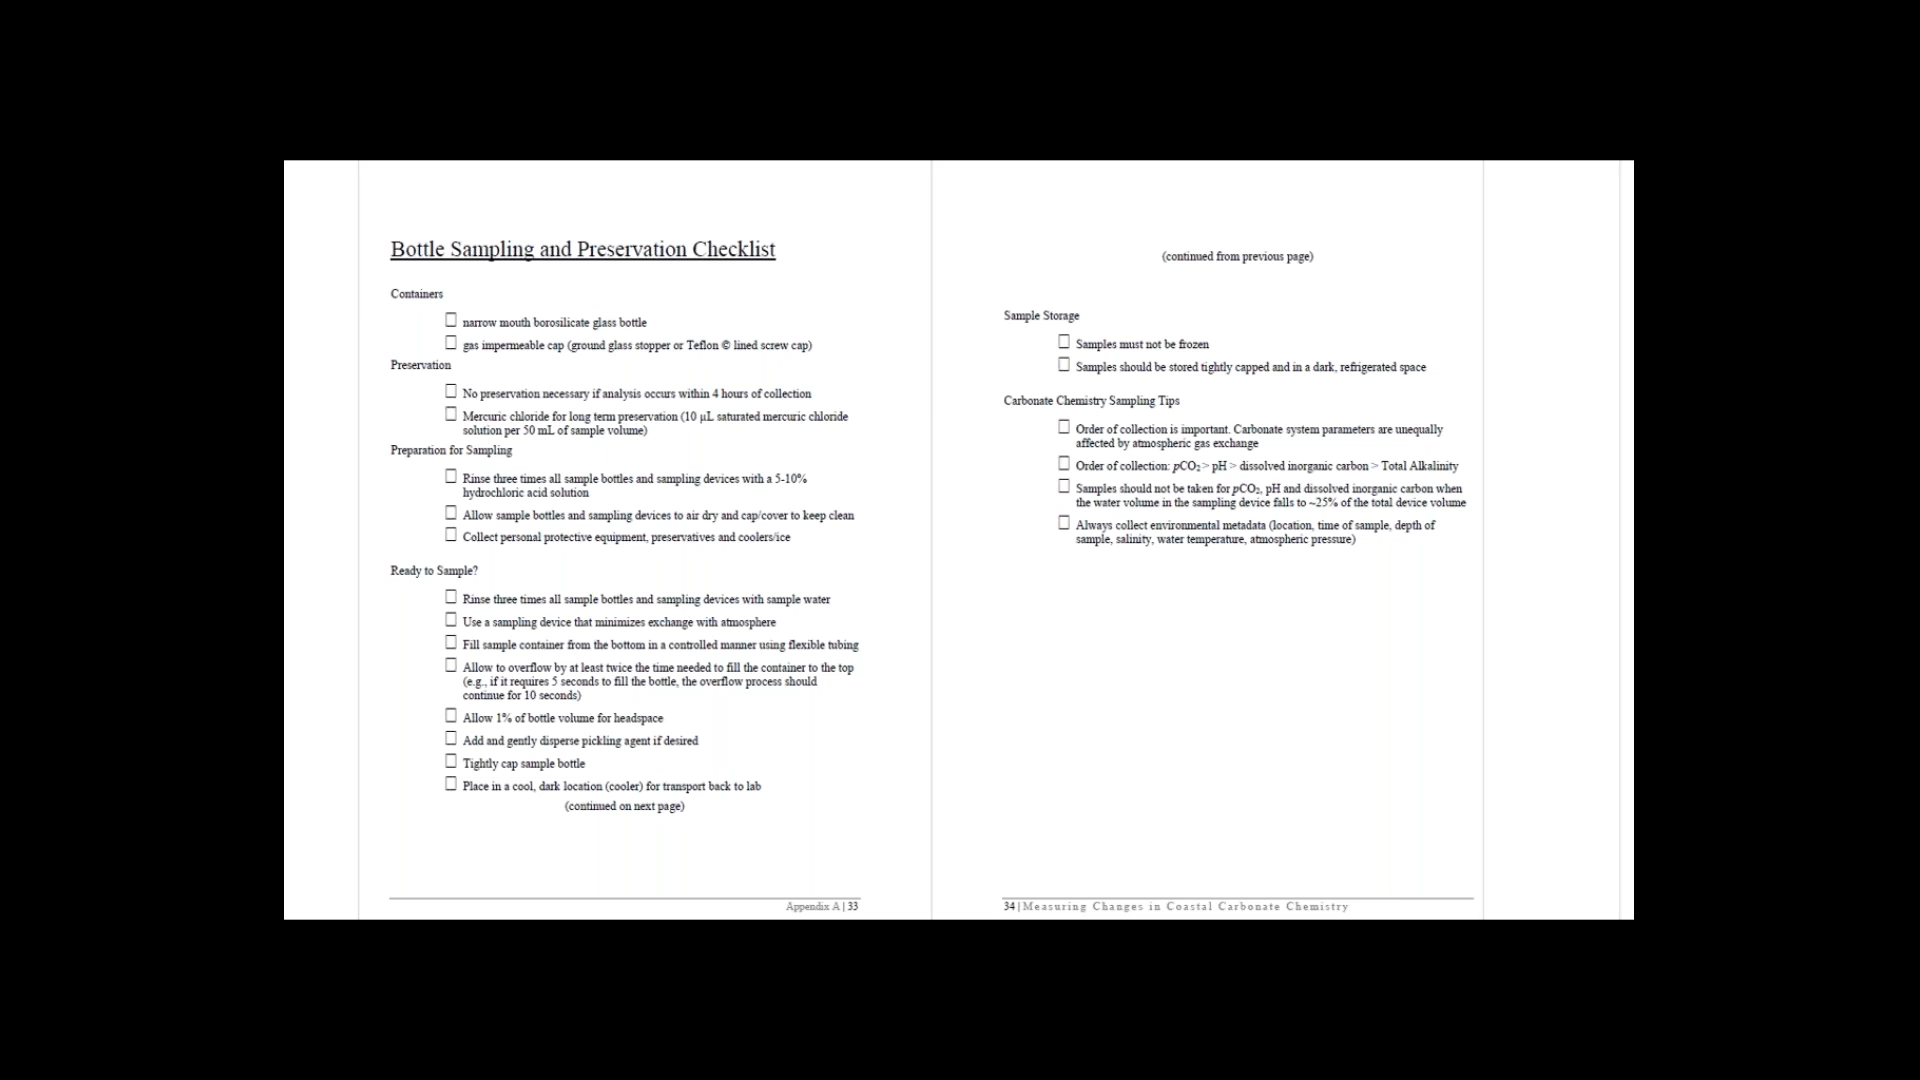 Bottle Sampling and Preservation Checklist
Containers
narrow mouth borosilicate glass bottle
gas impermeable cap (ground glass stopper or Teflon © lined screw cap)
Preservation
No preservation necessary if analysis occurs within 4 hours of collection
Mercuric chloride for long term preservation (10 µL saturated mercuric chloride
solution per 50 mL of sample volume)
Preparation for Sampling
Rinse three times all sample bottles and sampling devices with a 5-10%
hydrochloric acid solution
Allow sample bottles and sampling devices to air dry and cap/cover to keep clean
Collect personal protective equipment, preservatives and coolers/ice
Ready to Sample?
Rinse three times all sample bottles and sampling devices with sample water
Use a sampling device that minimizes exchange with atmosphere
Fill sample container from the bottom in a controlled manner using flexible tubing
Allow to overflow by at least twice the time needed to fill the container to the top
(e.g., if it requires 5 seconds to fill the bottle, the overflow process should
continue for 10 seconds)
Allow 1% of bottle volume for headspace
Add and gently disperse pickling agent if desired
Tightly cap sample bottle
Place in a cool, dark location (cooler) for transport back to lab
(continued on next page)
Appendix A | 33
(continued from previous page)
Sample Storage
Samples must not be frozen
Samples should be stored tightly capped and in a dark, refrigerated space
Carbonate Chemistry Sampling Tips
Order of collection is important. Carbonate system parameters are unequally
affected by atmospheric gas exchange
Order of collection: pCO₂ > pH > dissolved inorganic carbon > Total Alkalinity
Samples should not be taken for pCO₂, pH and dissolved inorganic carbon when
the water volume in the sampling device falls to ~25% of the total device volume
Always collect environmental metadata (location, time of sample, depth of
sample, salinity, water temperature, atmospheric pressure)
34 | Measuring Changes in Coastal Carbonate Chemistry